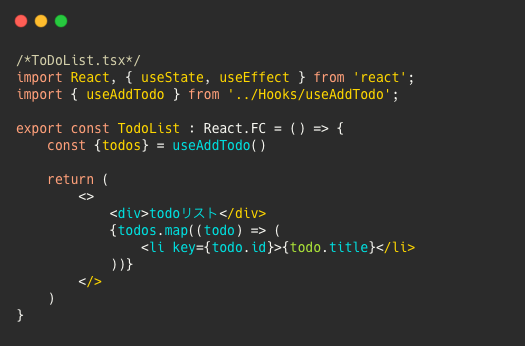 /*ToDoList.tsx*/
import React, { useState, useEffect } from 'react';
import { useAddTodo } from '../Hooks/useAddTodo';

export const TodoList : React.FC = () => {
    const {todos} = useAddTodo()

    return (
        <>
            <div>todoリスト</div>
            {todos.map((todo) => (
                <li key={todo.id}>{todo.title}</li>
            ))}
        </>
    )
}